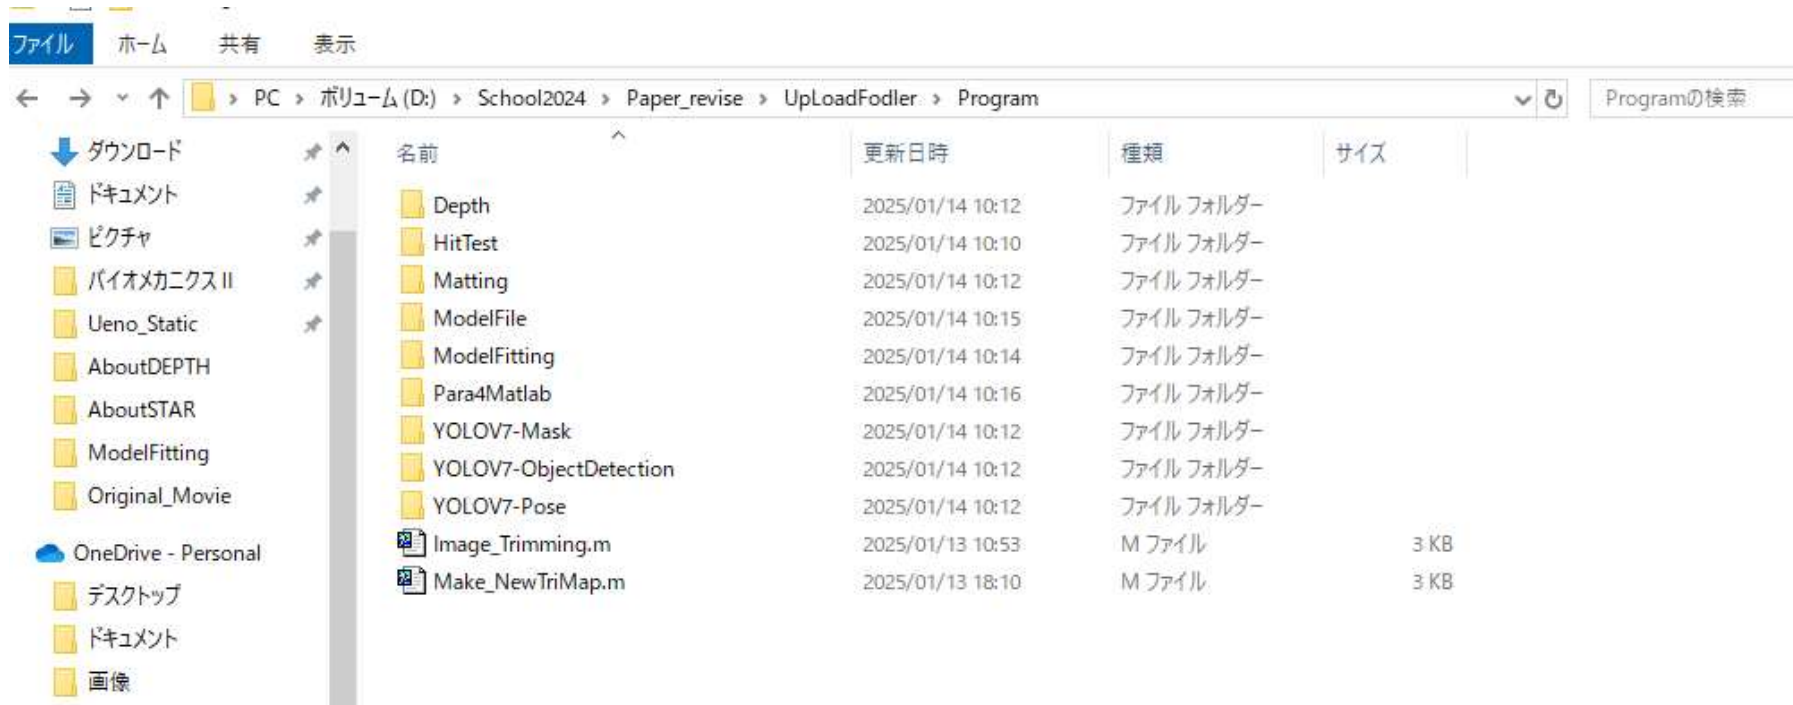 ファイル ホーム 共有 表示
PC › ボリューム (D:) › School2024 › Paper_revise › UpLoadFodler › Program
Programの検索
ダウンロード
ドキュメント
ピクチャ
バイオメカニクス II
Ueno_Static
AboutDEPTH
AboutSTAR
ModelFitting
Original_Movie
OneDrive - Personal
デスクトップ
ドキュメント
画像
名前 更新日時 種類 サイズ
Depth 2025/01/14 10:12 ファイル フォルダー
HitTest 2025/01/14 10:10 ファイル フォルダー
Matting 2025/01/14 10:12 ファイル フォルダー
ModelFile 2025/01/14 10:15 ファイル フォルダー
ModelFitting 2025/01/14 10:14 ファイル フォルダー
Para4Matlab 2025/01/14 10:16 ファイル フォルダー
YOLOV7-Mask 2025/01/14 10:12 ファイル フォルダー
YOLOV7-ObjectDetection 2025/01/14 10:12 ファイル フォルダー
YOLOV7-Pose 2025/01/14 10:12 ファイル フォルダー
Image_Trimming.m 2025/01/13 10:53 M ファイル 3 KB
Make_NewTriMap.m 2025/01/13 18:10 M ファイル 3 KB